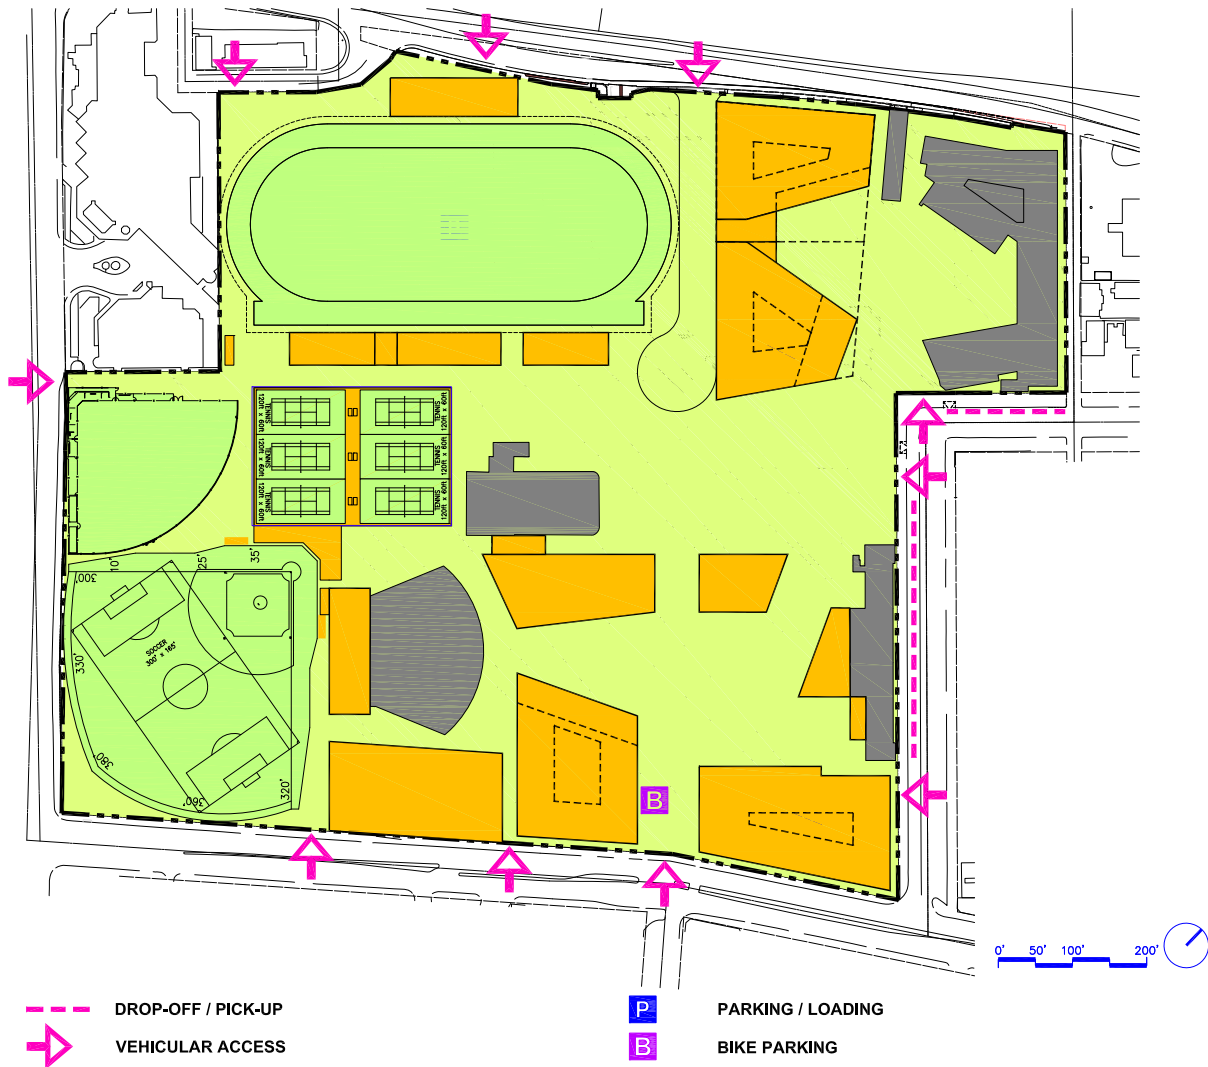 TENNIS
120ft x 60ft
TENNIS
120ft x 60ft
TENNIS
120ft x 60ft
TENNIS
120ft x 60ft
TENNIS
120ft x 60ft
TENNIS
120ft x 60ft
10'
25'
35'
300'
SOCCER
300' x 165'
330'
380'
360'
320'
B
0' 50' 100' 200'
DROP-OFF / PICK-UP
P PARKING / LOADING
VEHICULAR ACCESS
B BIKE PARKING